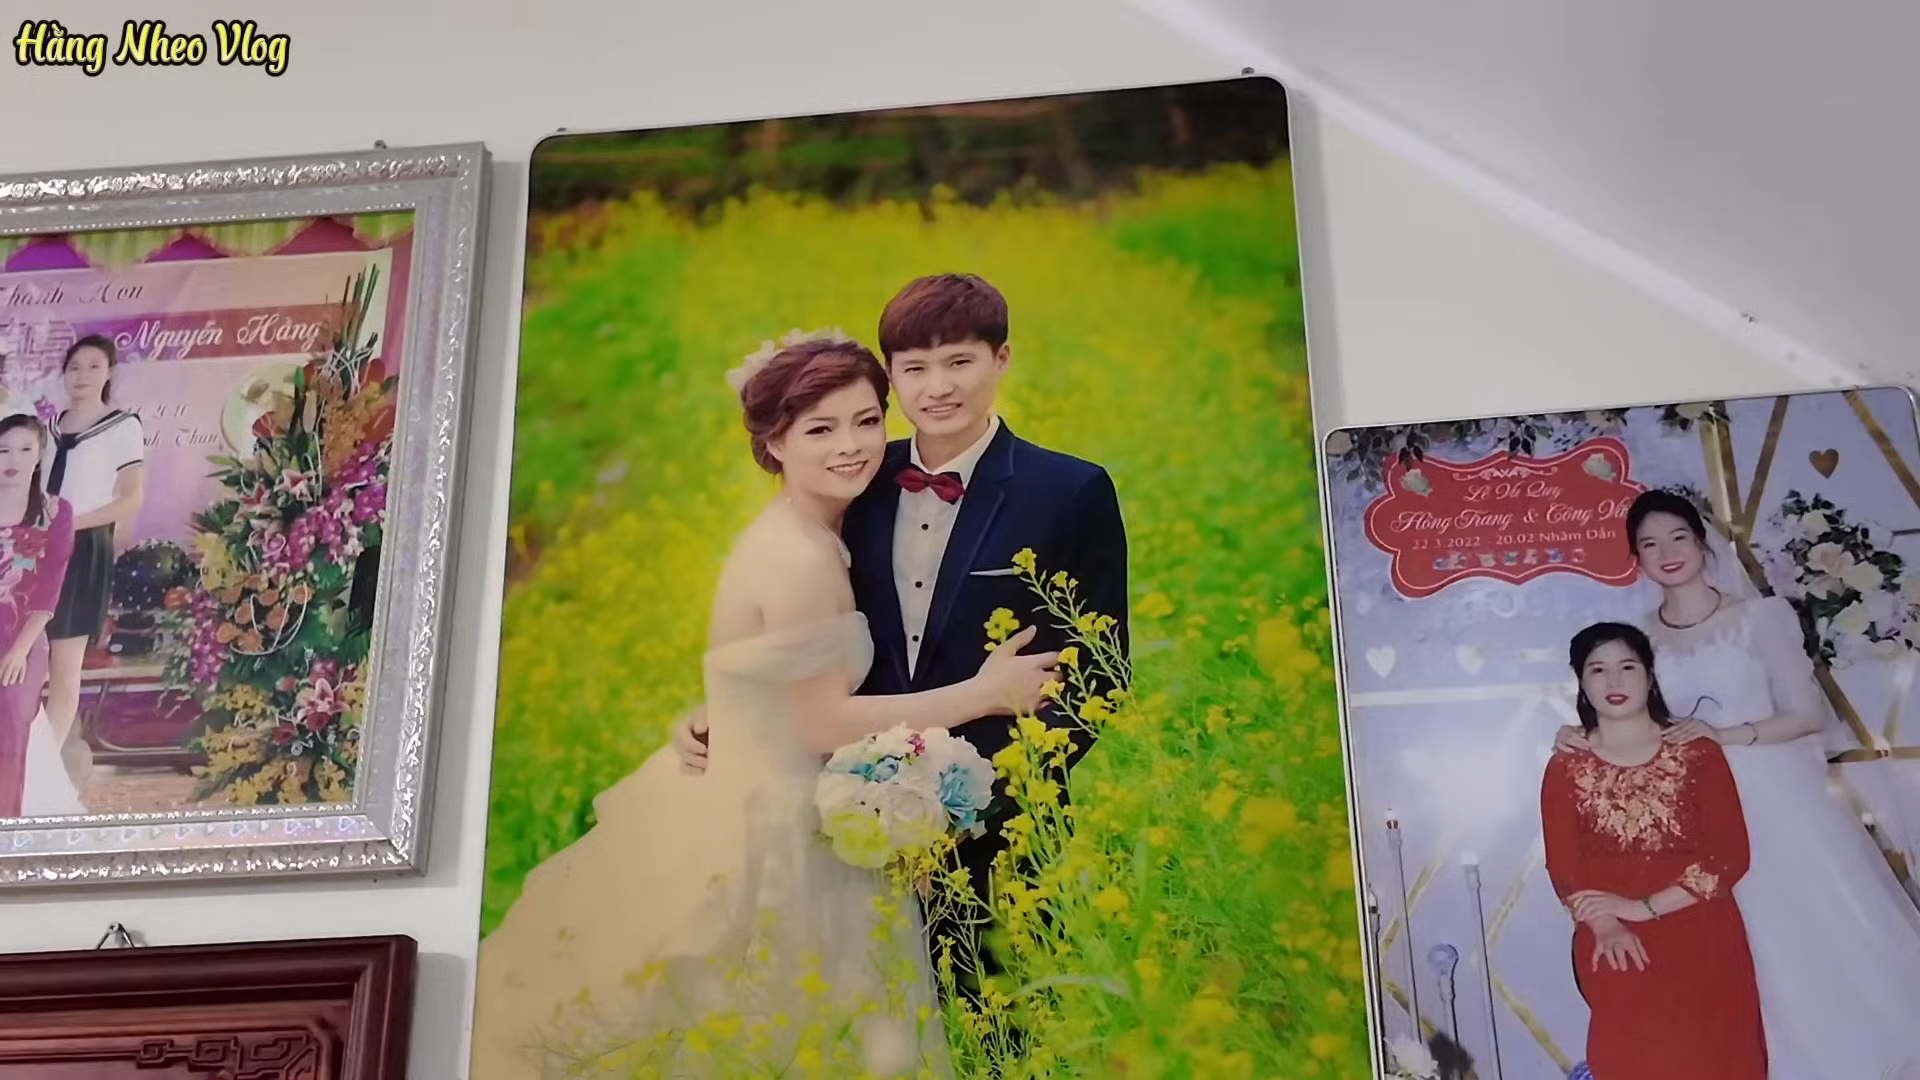 Hằng Nheo Vlog
Thành Hôn
Nguyễn Hằng
Lễ Vu Quy
Hồng Trang & Công Vũ
22.3.2022 - 20.02 Nhâm Dần